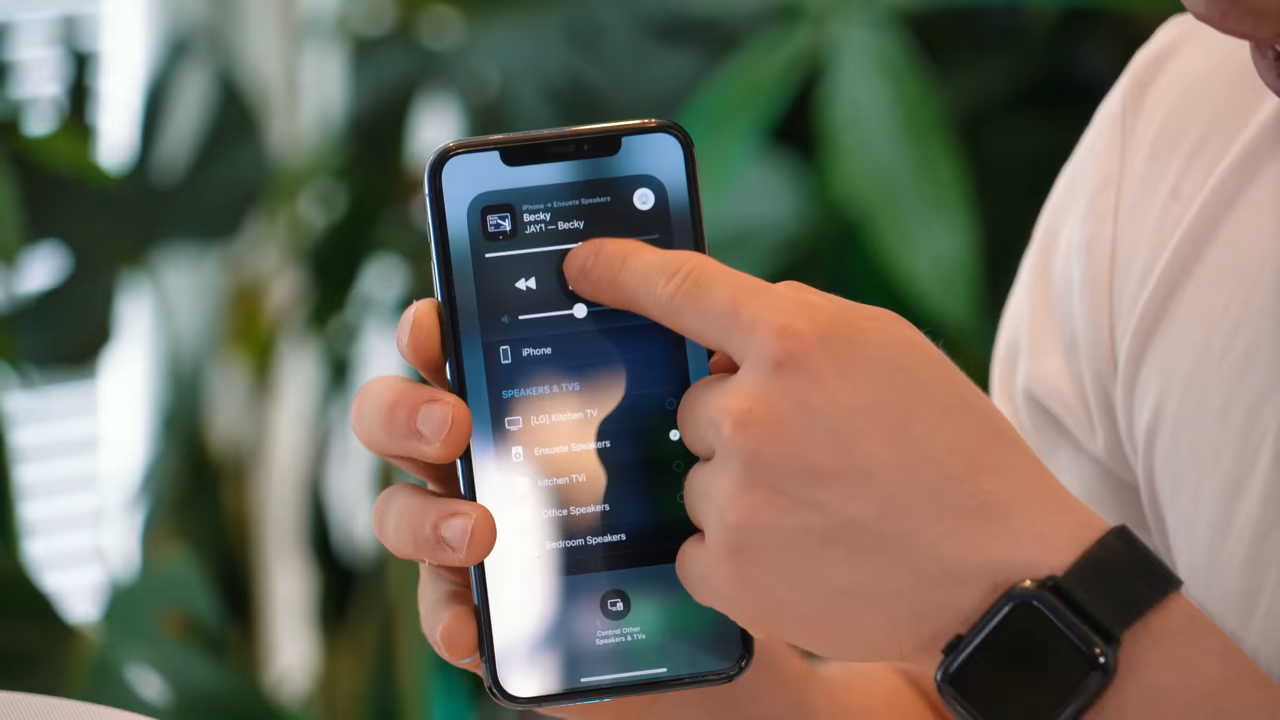 iPhone → Ensuete Speakers
Becky
JAY1 — Becky
iPhone
SPEAKERS & TVS
[LG] Kitchen TV
Ensuete Speakers
kitchen TVi
Office Speakers
Bedroom Speakers
Control Other
Speakers & TVs